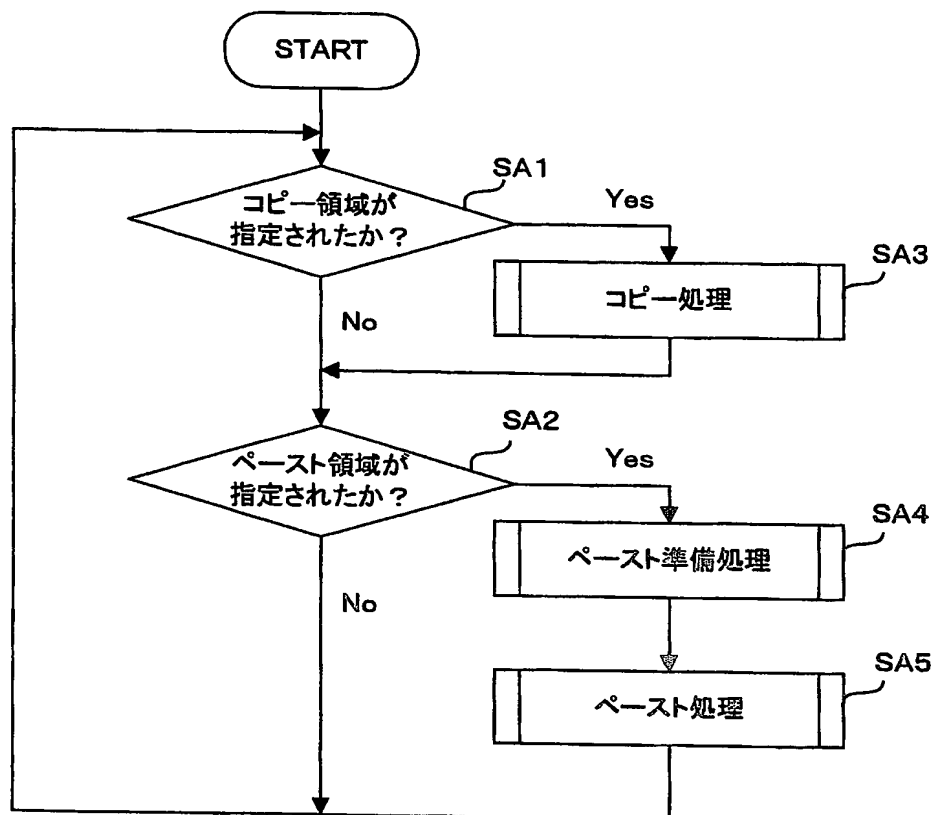 START
SA1
コピー領域が
指定されたか？
Yes
SA3
コピー処理
No
SA2
ペースト領域が
指定されたか？
Yes
SA4
ペースト準備処理
No
SA5
ペースト処理